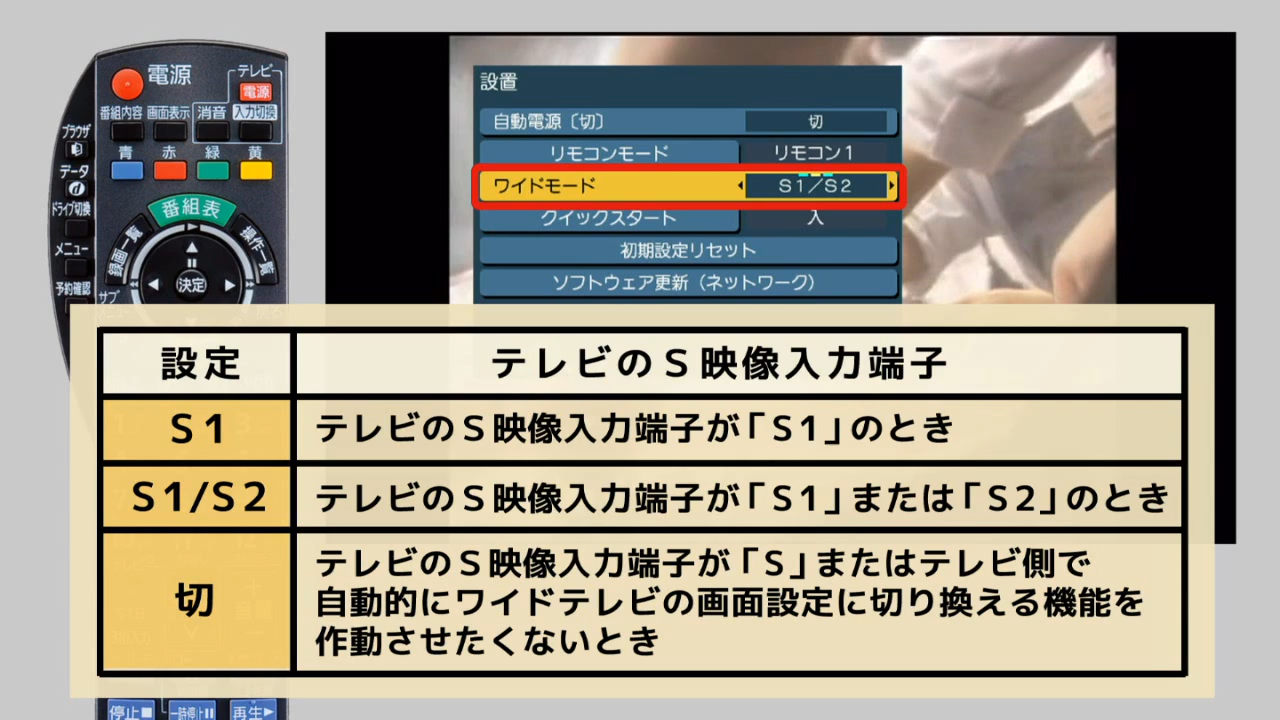 電源
テレビ
電源
番組内容
画面表示
消音
入力切換
ブラウザ
青
赤
緑
黄
データ
d
ドライブ切換
番組表
メニュー
録画一覧
操作一覧
予約確認
決定
サブ
メニュー
戻る
設置
自動電源〔切〕
切
リモコンモード
リモコン1
ワイドモード
S1/S2
クイックスタート
入
初期設定リセット
ソフトウェア更新(ネットワーク)
設定 テレビのS映像入力端子
S1 テレビのS映像入力端子が「S1」のとき
S1/S2 テレビのS映像入力端子が「S1」または「S2」のとき
切 テレビのS映像入力端子が「S」またはテレビ側で
自動的にワイドテレビの画面設定に切り換える機能を
作動させたくないとき
停止
一時停止
再生